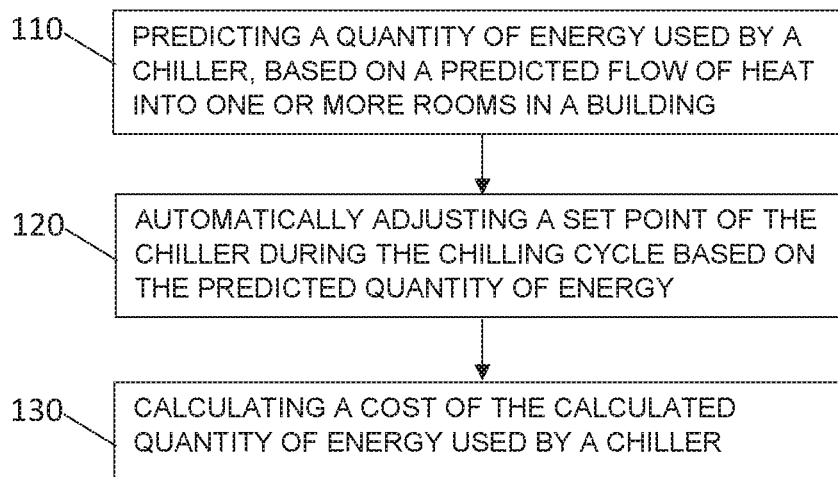 110
PREDICTING A QUANTITY OF ENERGY USED BY A
CHILLER, BASED ON A PREDICTED FLOW OF HEAT
INTO ONE OR MORE ROOMS IN A BUILDING
120
AUTOMATICALLY ADJUSTING A SET POINT OF THE
CHILLER DURING THE CHILLING CYCLE BASED ON
THE PREDICTED QUANTITY OF ENERGY
130
CALCULATING A COST OF THE CALCULATED
QUANTITY OF ENERGY USED BY A CHILLER